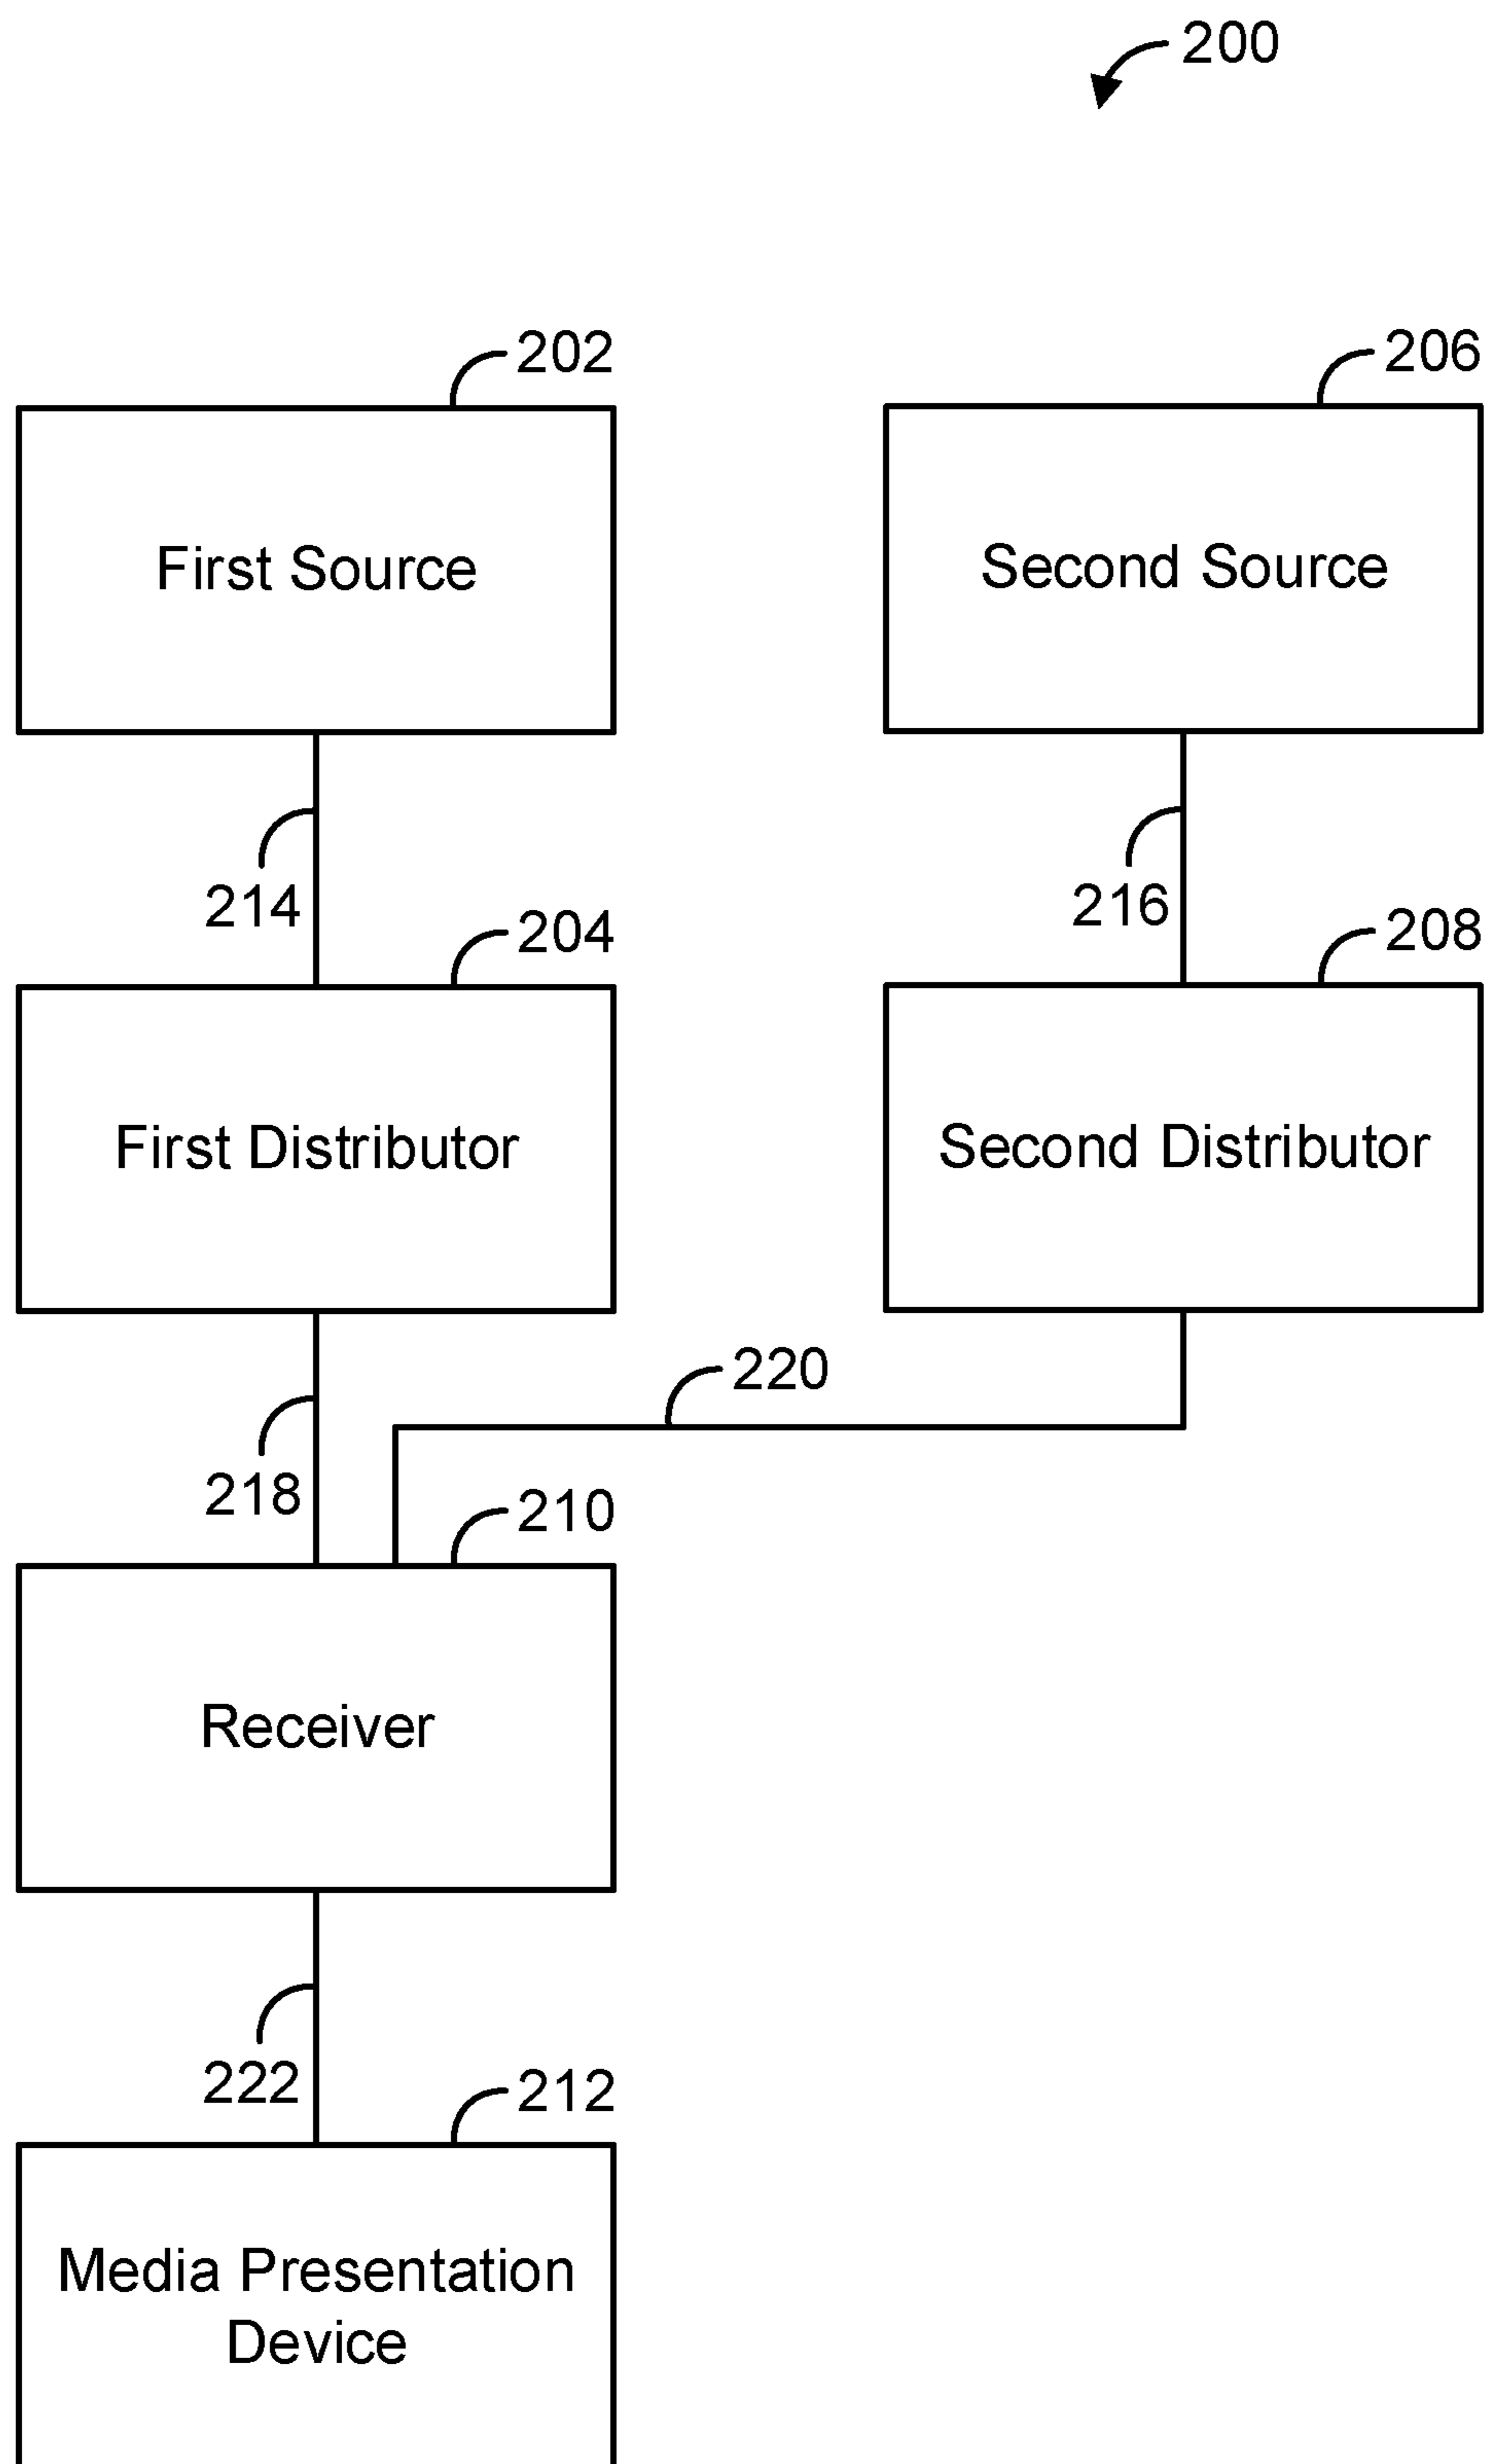 200
202
206
First Source
Second Source
214
216
204
208
First Distributor
Second Distributor
220
218
210
Receiver
222
212
Media Presentation
Device